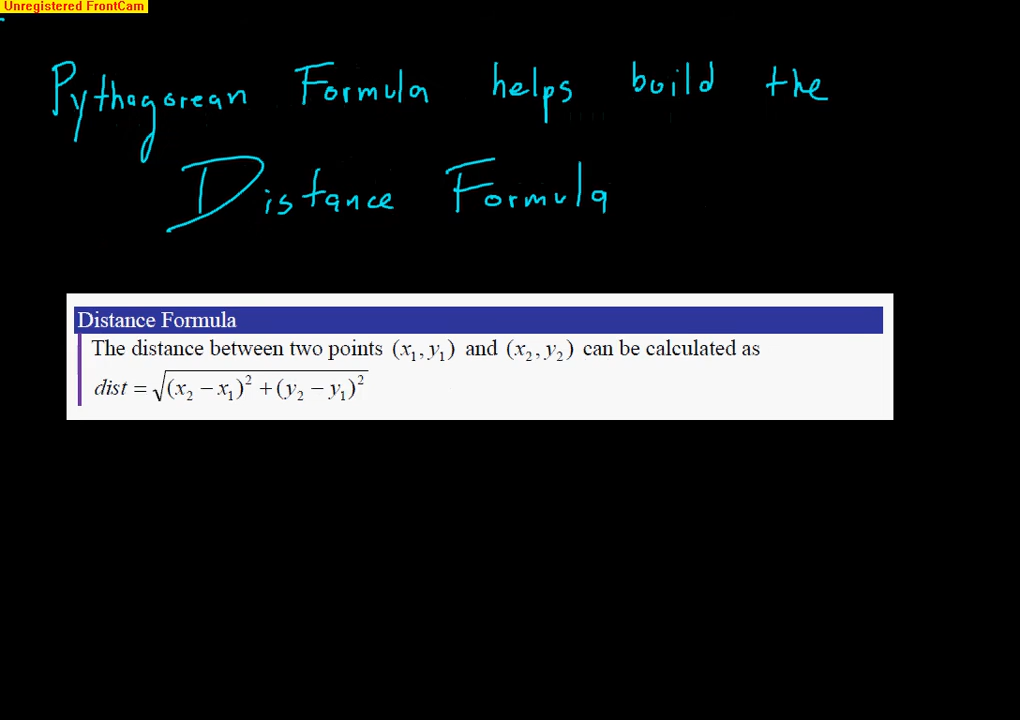 Unregistered FrontCam
Pythagorean Formula helps build the
Distance Formula
Distance Formula
The distance between two points (x₁, y₁) and (x₂, y₂) can be calculated as
dist = √(x₂ − x₁)² + (y₂ − y₁)²